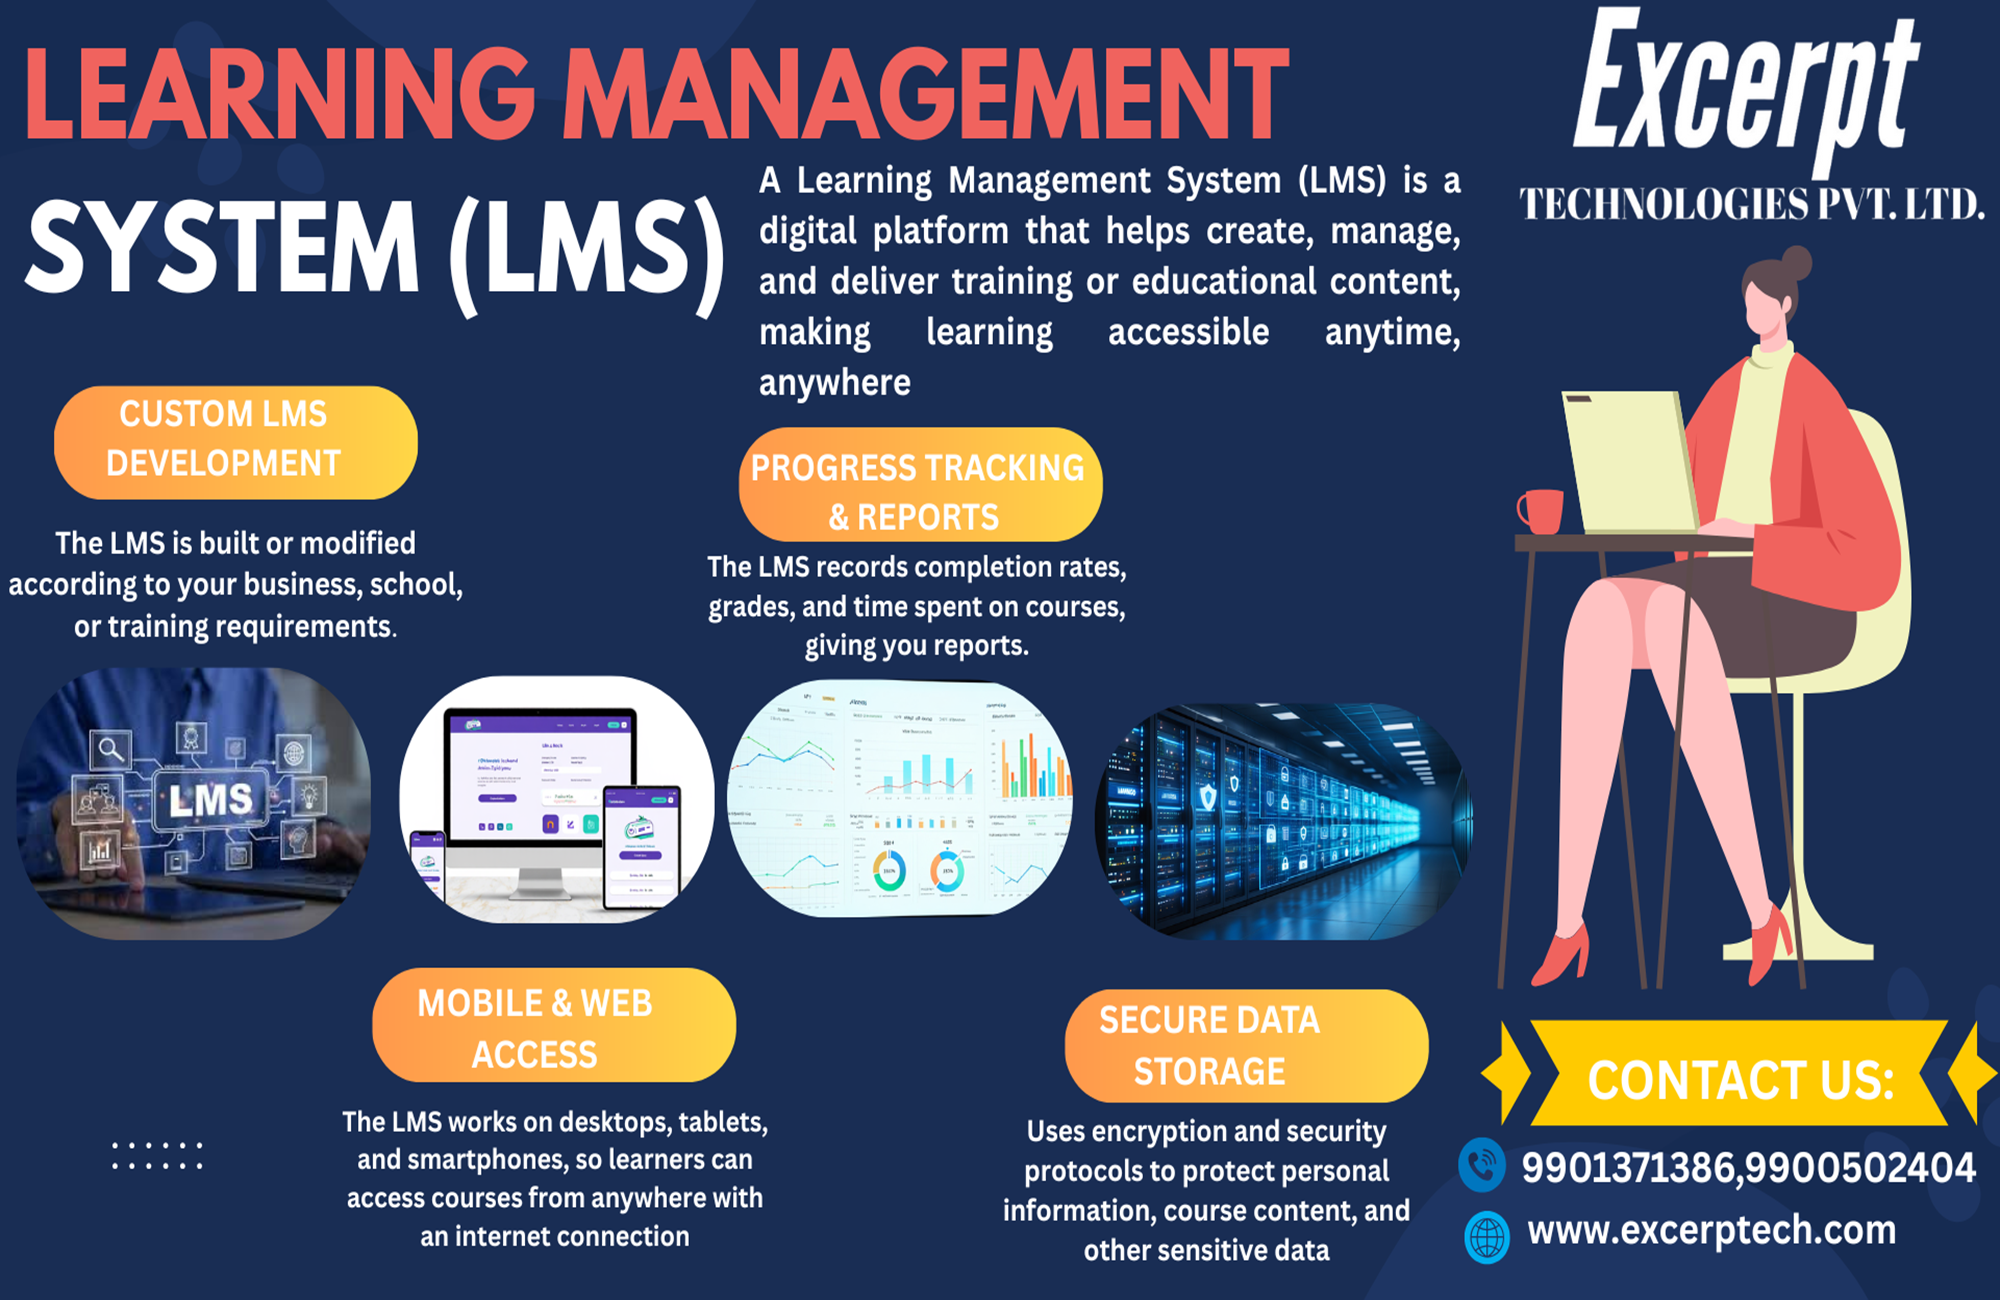 LEARNING MANAGEMENT
SYSTEM (LMS)
Excerpt
TECHNOLOGIES PVT. LTD.
A Learning Management System (LMS) is a
digital platform that helps create, manage,
and deliver training or educational content,
making learning accessible anytime,
anywhere
CUSTOM LMS
DEVELOPMENT
The LMS is built or modified
according to your business, school,
or training requirements.
PROGRESS TRACKING
& REPORTS
The LMS records completion rates,
grades, and time spent on courses,
giving you reports.
LMS
MOBILE & WEB
ACCESS
The LMS works on desktops, tablets,
and smartphones, so learners can
access courses from anywhere with
an internet connection
SECURE DATA
STORAGE
Uses encryption and security
protocols to protect personal
information, course content, and
other sensitive data
CONTACT US:
9901371386,9900502404
www.excerptech.com